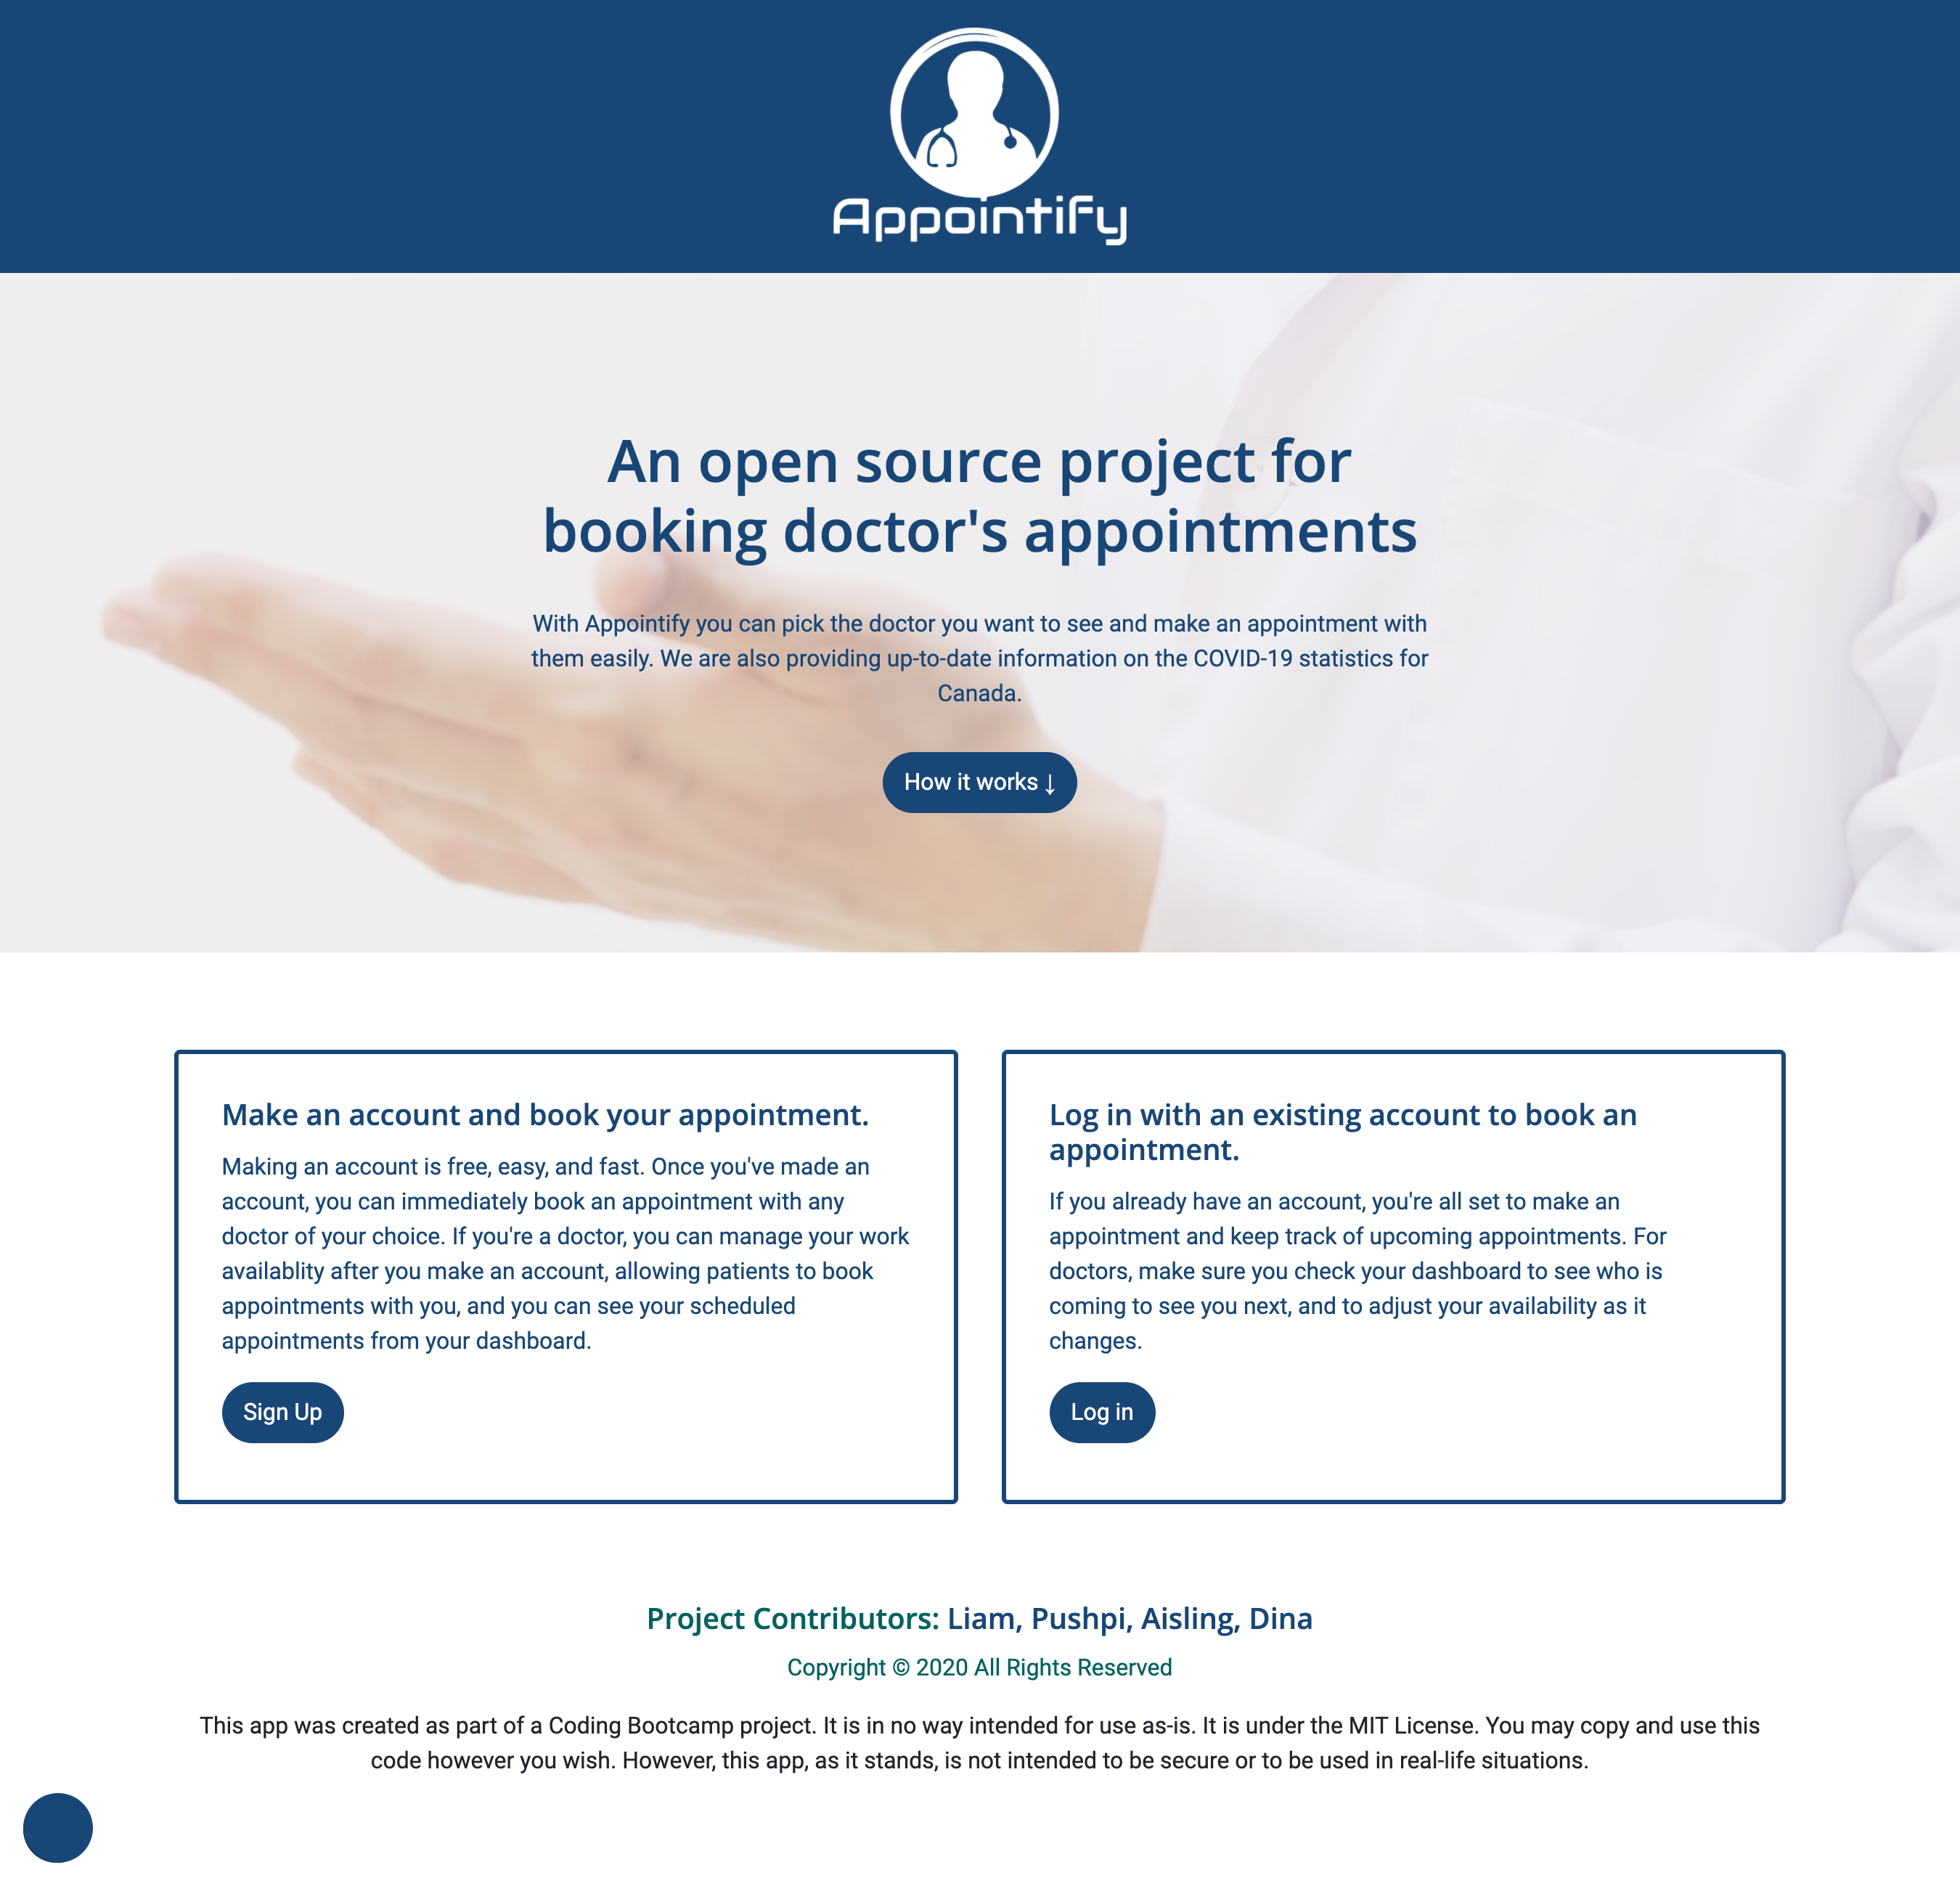 Appointify
An open source project for
booking doctor's appointments
With Appointify you can pick the doctor you want to see and make an appointment with
them easily. We are also providing up-to-date information on the COVID-19 statistics for
Canada.
How it works ↓
Make an account and book your appointment.
Making an account is free, easy, and fast. Once you've made an
account, you can immediately book an appointment with any
doctor of your choice. If you're a doctor, you can manage your work
availablity after you make an account, allowing patients to book
appointments with you, and you can see your scheduled
appointments from your dashboard.
Sign Up
Log in with an existing account to book an
appointment.
If you already have an account, you're all set to make an
appointment and keep track of upcoming appointments. For
doctors, make sure you check your dashboard to see who is
coming to see you next, and to adjust your availability as it
changes.
Log in
Project Contributors: Liam, Pushpi, Aisling, Dina
Copyright © 2020 All Rights Reserved
This app was created as part of a Coding Bootcamp project. It is in no way intended for use as-is. It is under the MIT License. You may copy and use this
code however you wish. However, this app, as it stands, is not intended to be secure or to be used in real-life situations.